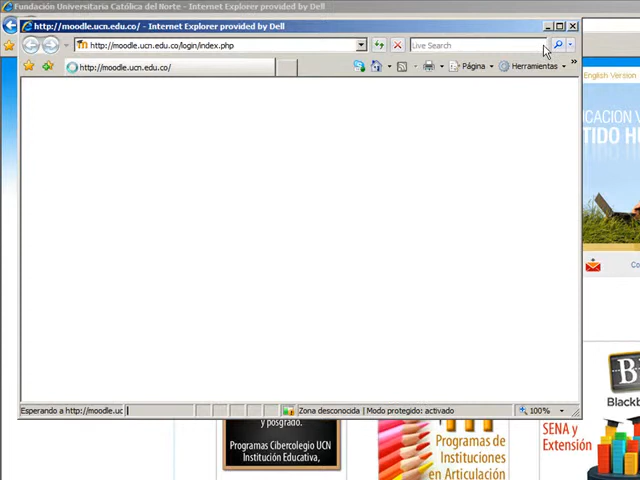 Fundación Universitaria Católica del Norte - Internet Explorer provided by Dell
http://moodle.ucn.edu.co/ - Internet Explorer provided by Dell
http://moodle.ucn.edu.co/login/index.php
Live Search
http://moodle.ucn.edu.co/
Página
Herramientas
English Version
UCACION V
TIDO HU
Co
Esperando a http://moodle.uc
Zona desconocida | Modo protegido: activado
100%
B
Blackb
y posgrado.
Programas Cibercolegio UCN
Institución Educativa,
Programas de
Instituciones
en Articulación
SENA y
Extensión